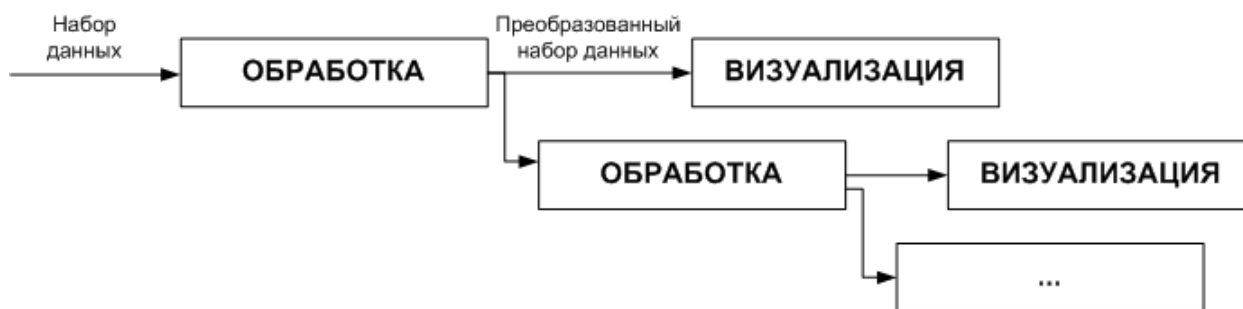 Набор
данных
ОБРАБОТКА
Преобразованный
набор данных
ВИЗУАЛИЗАЦИЯ
ОБРАБОТКА
ВИЗУАЛИЗАЦИЯ
...